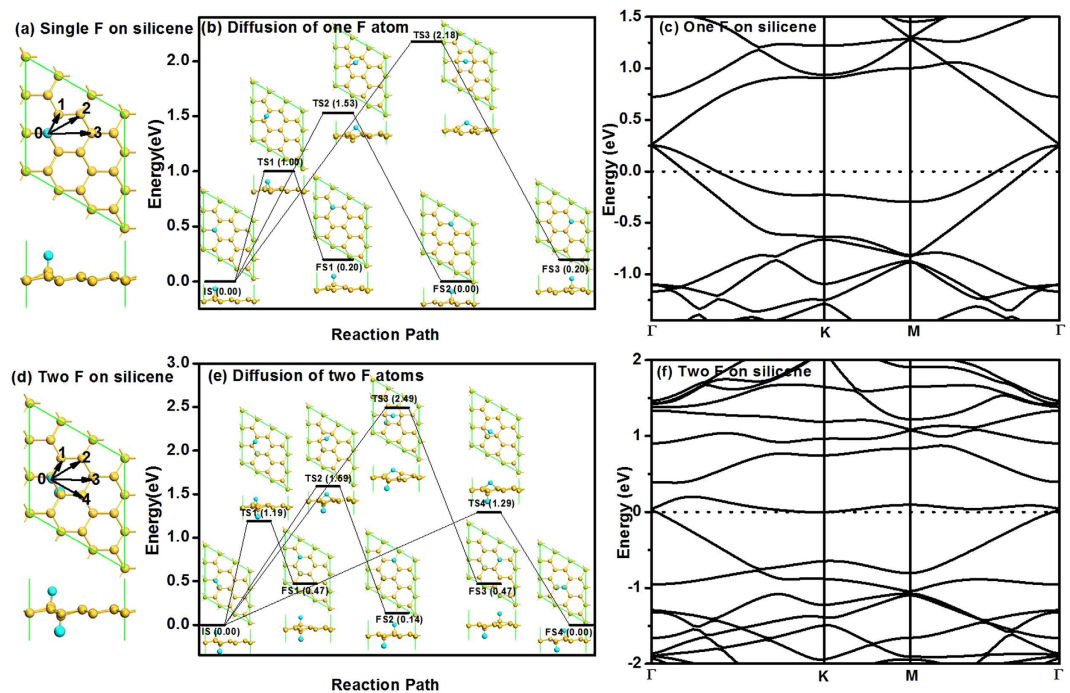 (a) Single F on silicene
1
2
0
3
(b) Diffusion of one F atom
Energy(eV)
2.0
1.5
1.0
0.5
0.0
TS3 (2.18)
TS2 (1.53)
TS1 (1.00)
FS1 (0.20)
FS3 (0.20)
IS (0.00)
FS2 (0.00)
Reaction Path
(c) One F on silicene
Energy (eV)
1.5
1.0
0.5
0.0
-0.5
-1.0
Γ
K
M
Γ
(d) Two F on silicene
1
2
0
3
4
(e) Diffusion of two F atoms
Energy(eV)
3.0
2.5
2.0
1.5
1.0
0.5
0.0
TS3 (2.49)
TS2 (1.59)
TS4 (1.29)
TS1 (1.19)
FS1 (0.47)
FS3 (0.47)
FS2 (0.14)
IS (0.00)
FS4 (0.00)
Reaction Path
(f) Two F on silicene
Energy (eV)
2
1
0
-1
-2
Γ
K
M
Γ